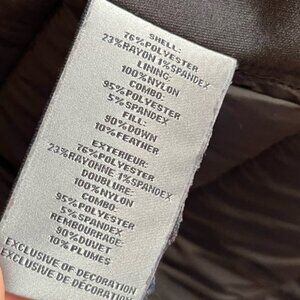 SHELL:
76%POLYESTER
23%RAYON 1%SPANDEX
LINING:
100%NYLON
COMBO:
95%POLYESTER
5%SPANDEX
FILL:
90%DOWN
10%FEATHER
EXTERIEUR:
76%POLYESTER
23%RAYONNE 1%SPANDEX
DOUBLURE:
100%NYLON
COMBO:
95%POLYESTER
5%SPANDEX
REMBOURRAGE:
90%DUVET
10%PLUMES
EXCLUSIVE OF DECORATION
EXCLUSIVE DE DECORATION